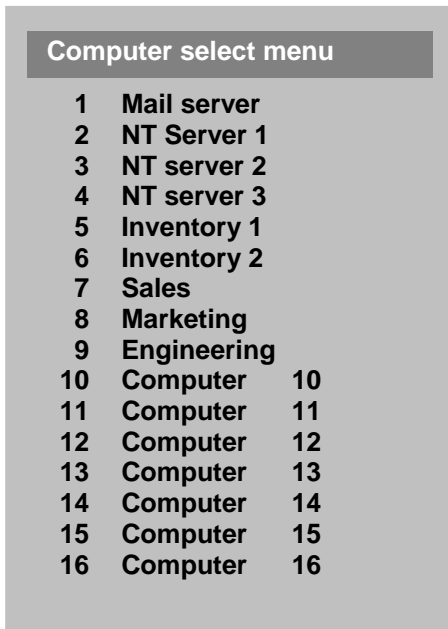 Computer select menu
1 Mail server
2 NT Server 1
3 NT server 2
4 NT server 3
5 Inventory 1
6 Inventory 2
7 Sales
8 Marketing
9 Engineering
10 Computer 10
11 Computer 11
12 Computer 12
13 Computer 13
14 Computer 14
15 Computer 15
16 Computer 16